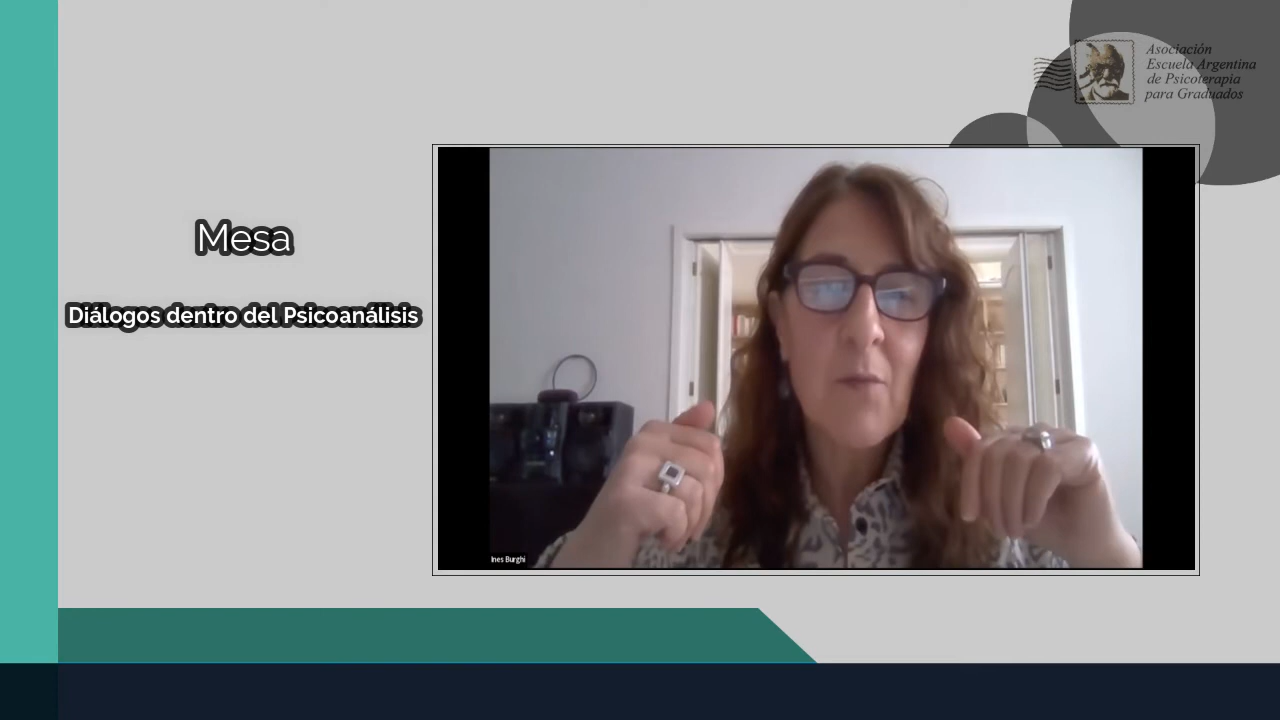 Asociación
Escuela Argentina
de Psicoterapia
para Graduados
Mesa
Diálogos dentro del Psicoanálisis
Ines Burghi